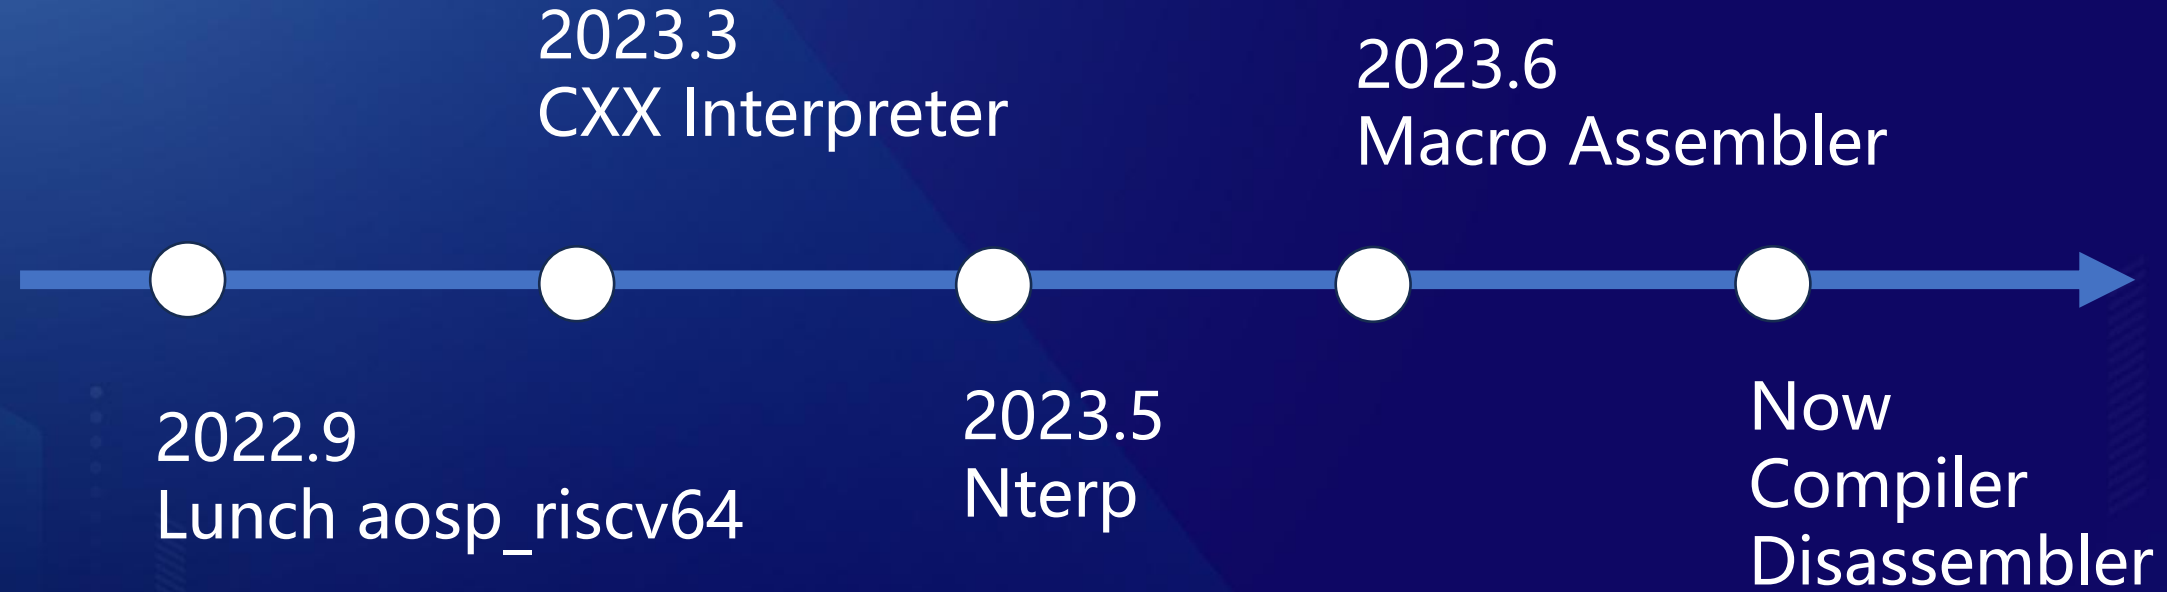 2023.3
CXX Interpreter
2023.6
Macro Assembler
2022.9
Lunch aosp_riscv64
2023.5
Nterp
Now
Compiler
Disassembler